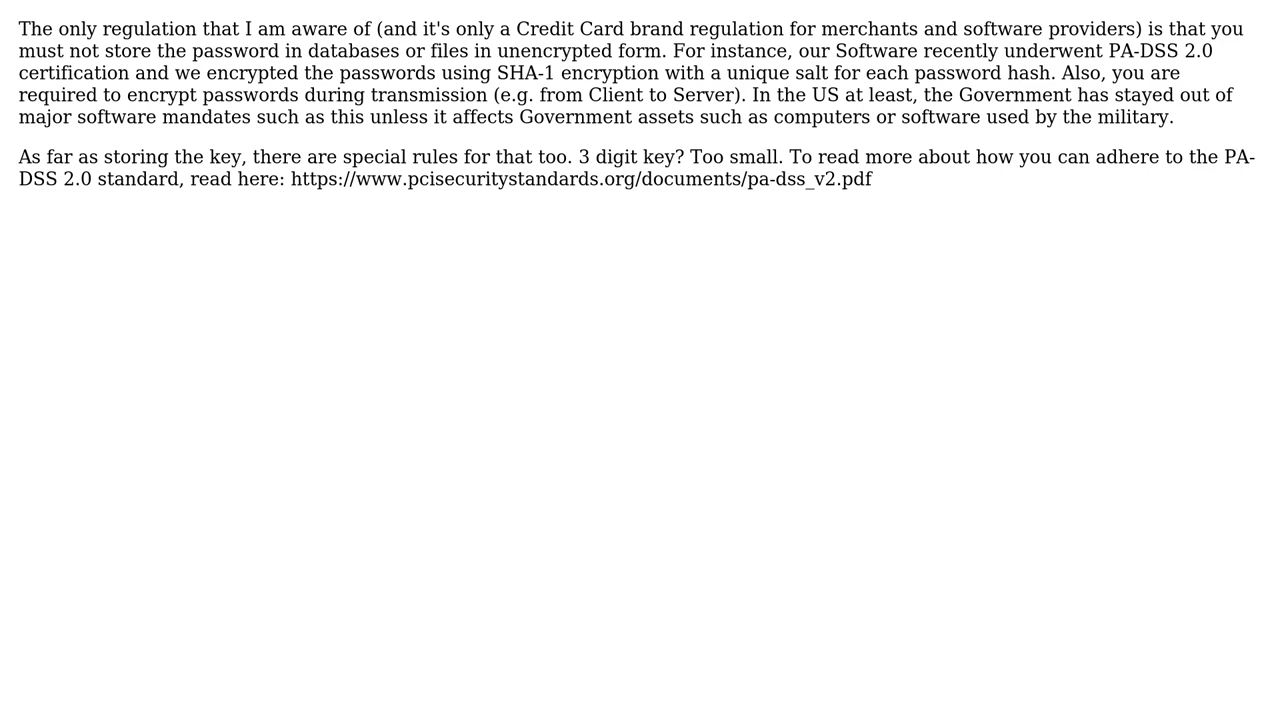 The only regulation that I am aware of (and it's only a Credit Card brand regulation for merchants and software providers) is that you
must not store the password in databases or files in unencrypted form. For instance, our Software recently underwent PA-DSS 2.0
certification and we encrypted the passwords using SHA-1 encryption with a unique salt for each password hash. Also, you are
required to encrypt passwords during transmission (e.g. from Client to Server). In the US at least, the Government has stayed out of
major software mandates such as this unless it affects Government assets such as computers or software used by the military.
As far as storing the key, there are special rules for that too. 3 digit key? Too small. To read more about how you can adhere to the PA-
DSS 2.0 standard, read here: https://www.pcisecuritystandards.org/documents/pa-dss_v2.pdf